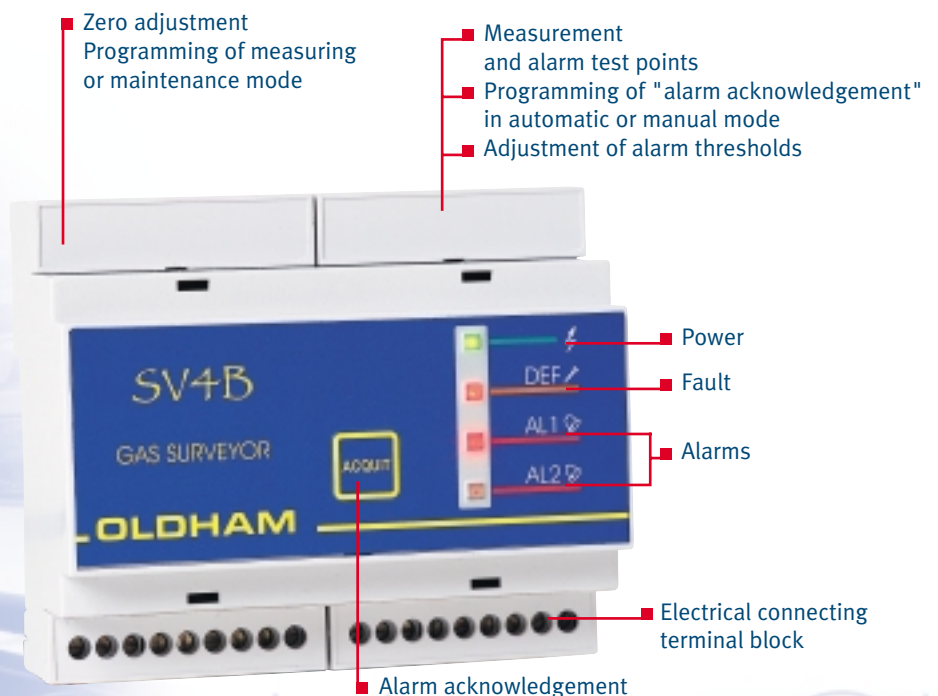 Zero adjustment
Programming of measuring
or maintenance mode
Measurement
and alarm test points
Programming of "alarm acknowledgement"
in automatic or manual mode
Adjustment of alarm thresholds
SV4B
GAS SURVEYOR
ACQUIT
OLDHAM
DEF
AL1
AL2
Power
Fault
Alarms
Electrical connecting
terminal block
Alarm acknowledgement